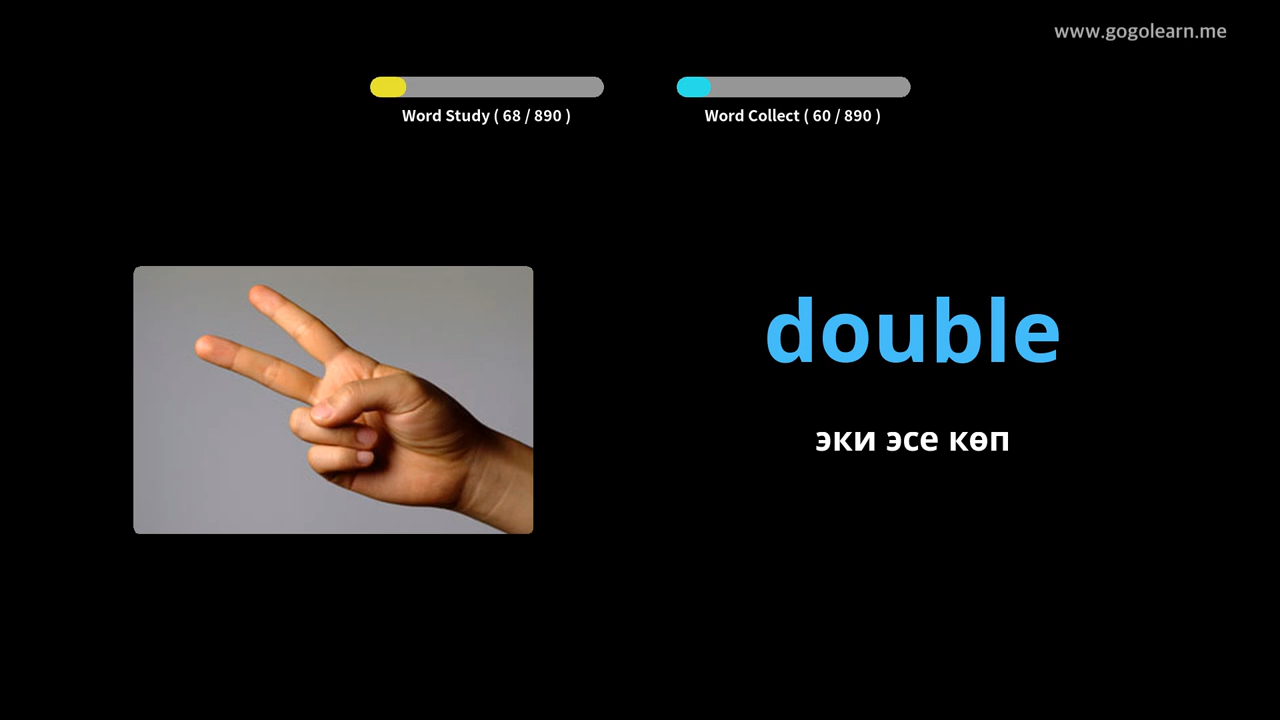 www.gogolearn.me
Word Study ( 68 / 890 )
Word Collect ( 60 / 890 )
double
эки эсе көп